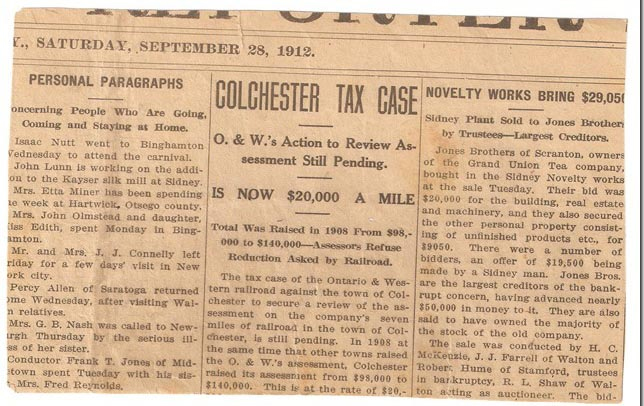 REPORTER
Y., SATURDAY, SEPTEMBER 28, 1912.
PERSONAL PARAGRAPHS
oncerning People Who Are Going,
Coming and Staying at Home.
Isaac Nutt went to Binghamton
Wednesday to attend the carnival.
John Lunn is working on the addi-
on to the Kayser silk mill at Sidney.
Mrs. Etta Miner has been spending
he week at Hartwick, Otsego county.
Mrs. John Olmstead and daughter,
iss Edith, spent Monday in Bing-
amton.
Mr. and Mrs. J. J. Connelly left
riday for a few days' visit in New
ork city.
Percy Allen of Saratoga returned
ome Wednesday, after visiting Wal-
n relatives.
Mrs. G. B. Nash was called to New-
urgh Thursday by the serious ill-
ss of her sister.
Conductor Frank T. Jones of Mid-
etown spent Tuesday with his sis-
Mrs. Fred Reynolds.
COLCHESTER TAX CASE
O. & W.'s Action to Review As-
sessment Still Pending.
IS NOW $20,000 A MILE
Total Was Raised in 1908 From $98,-
000 to $140,000—Assessors Refuse
Reduction Asked by Railroad.
The tax case of the Ontario & Wes-
tern railroad against the town of Col-
chester to secure a review of the as-
sessment on the company's seven
miles of railroad in the town of Col-
chester, is still pending. In 1908 at
the same time that other towns raised
the O. & W.'s assessment, Colchester
raised its assessment from $98,000 to
$140,000. This is at the rate of $20,-
NOVELTY WORKS BRING $29,050
Sidney Plant Sold to Jones Brothers
by Trustees—Largest Creditors.
Jones Brothers of Scranton, owners
of the Grand Union Tea company,
bought in the Sidney Novelty works
at the sale Tuesday. Their bid was
$20,000 for the building, real estate
and machinery, and they also secured
the other personal property consist-
ing of unfinished products etc., for
$9050. There were a number of
bidders, an offer of $19,500 being
made by a Sidney man. Jones Bros.
are the largest creditors of the bank-
rupt concern, having advanced nearly
$50,000 in money to it. They are also
said to have owned the majority of
the stock of the old company.
The sale was conducted by H. C.
McKenzie, J. J. Farrell of Walton and
Robert Hume of Stamford, trustees
in bankruptcy, R. L. Shaw of Wal-
ton acting as auctioneer. The bid-